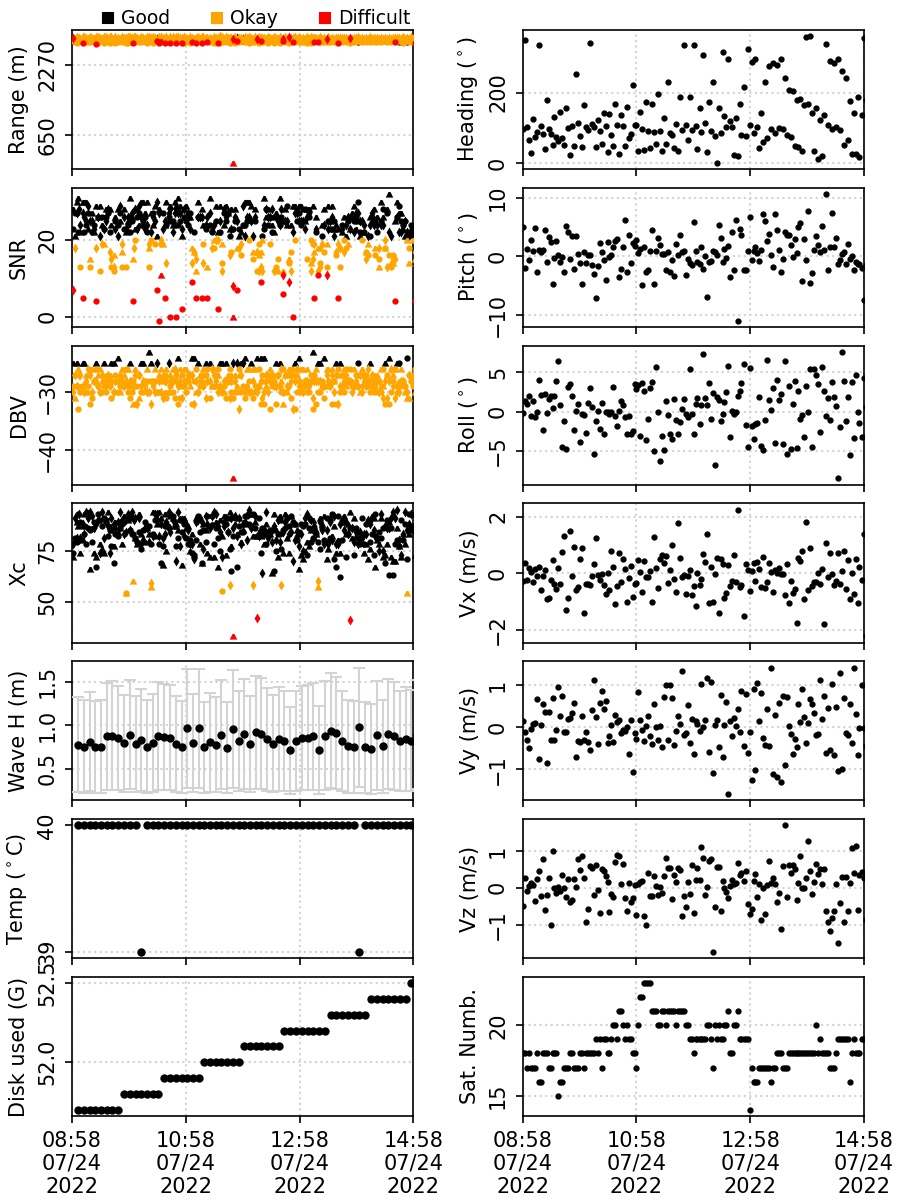 Good Okay Difficult
Range (m)
2270
650
Heading (°)
200
0
SNR
20
0
Pitch (°)
10
0
−10
DBV
−30
−40
Roll (°)
5
0
−5
Xc
75
50
Vx (m/s)
2
0
−2
Wave H (m)
1.5
1.0
0.5
Vy (m/s)
1
0
−1
Temp (°C)
40
39
Vz (m/s)
1
0
−1
Disk used (G)
52.5
52.0
Sat. Numb.
20
15
08:58 10:58 12:58 14:58
07/24 07/24 07/24 07/24
2022 2022 2022 2022
08:58 10:58 12:58 14:58
07/24 07/24 07/24 07/24
2022 2022 2022 2022